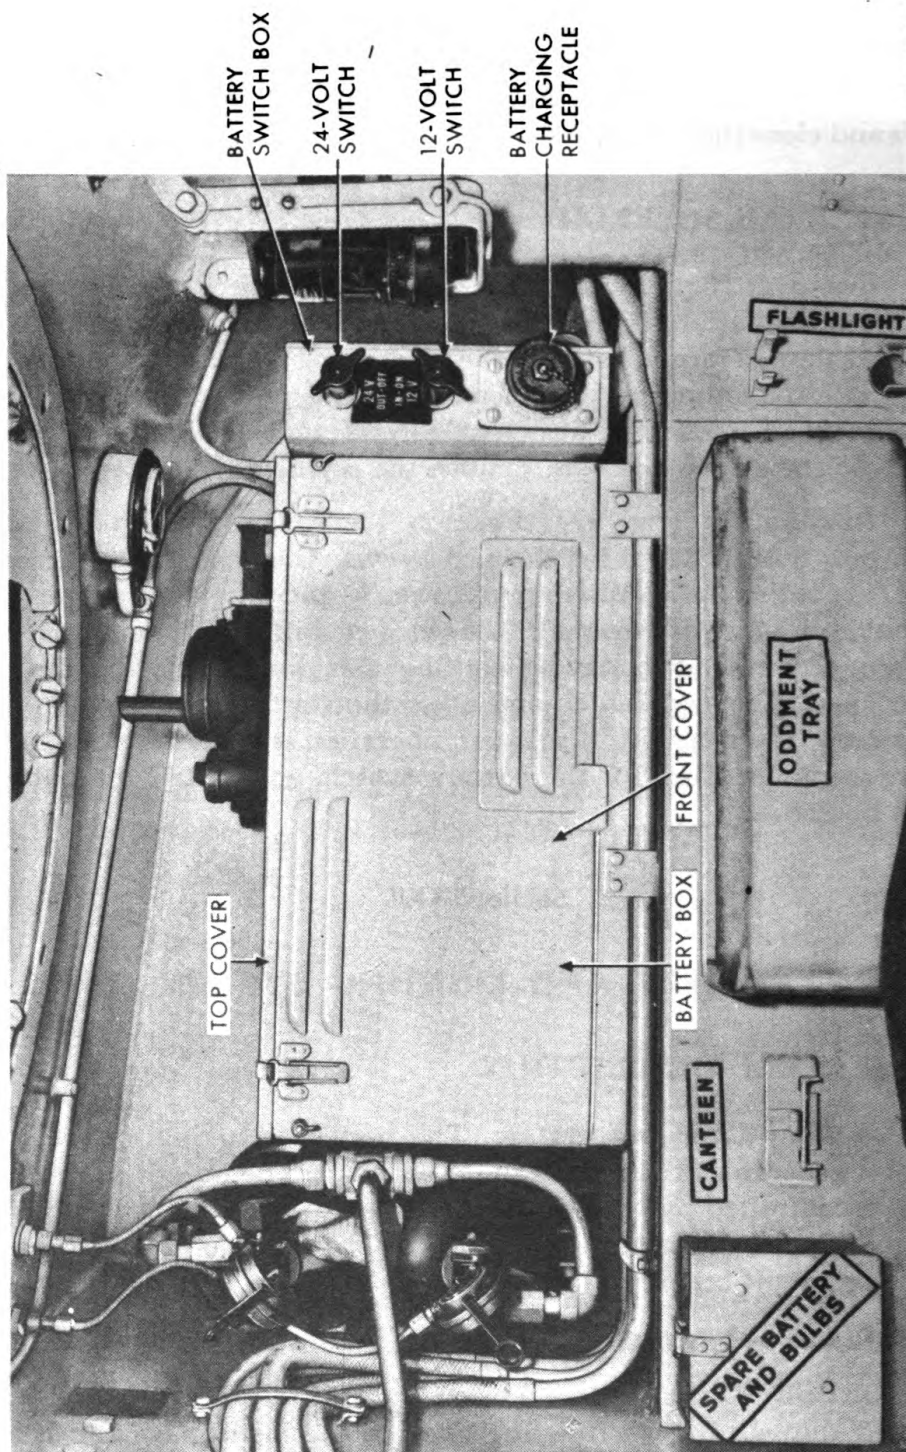 BATTERY
SWITCH BOX
24-VOLT
SWITCH
12-VOLT
SWITCH
BATTERY
CHARGING
RECEPTACLE
24 V
OUT-OFF
IN-ON
12 V
TOP COVER
FRONT COVER
BATTERY BOX
FLASHLIGHT
ODDMENT
TRAY
CANTEEN
SPARE BATTERY
AND BULBS